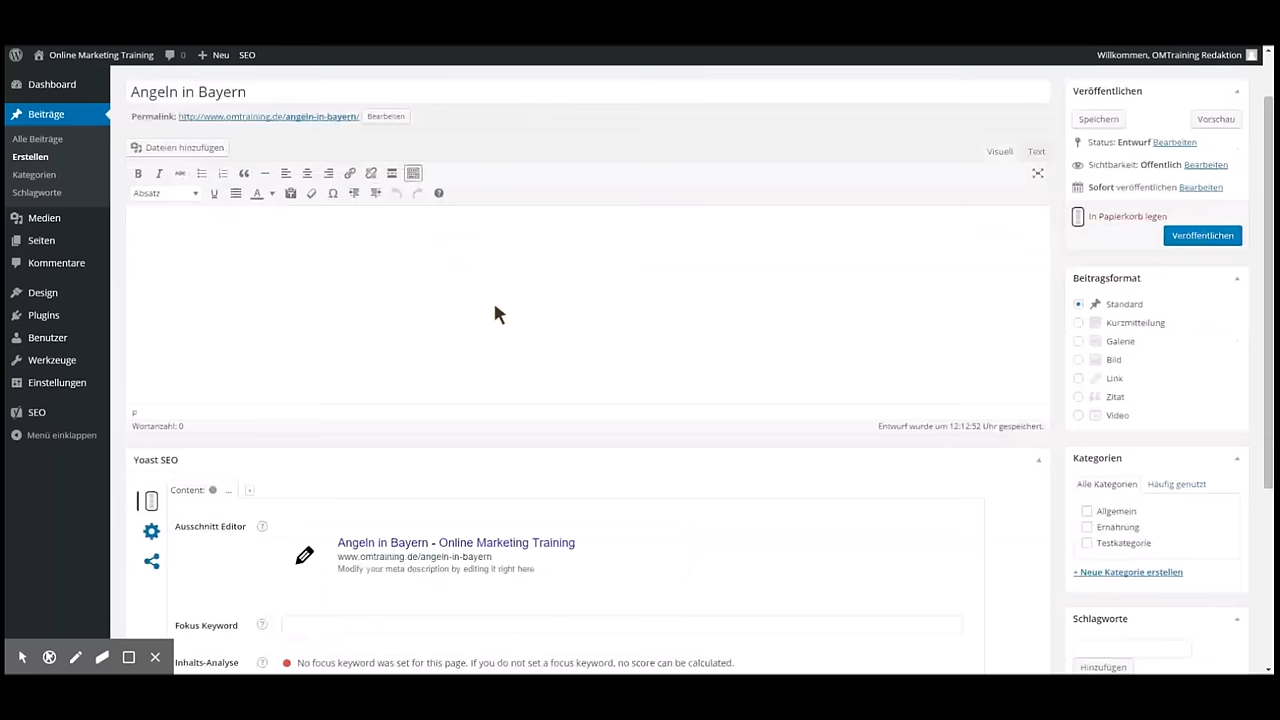 Online Marketing Training 0 Neu SEO Willkommen, OMTraining Redaktion
Dashboard
Beiträge
Alle Beiträge
Erstellen
Kategorien
Schlagworte
Medien
Seiten
Kommentare
Design
Plugins
Benutzer
Werkzeuge
Einstellungen
SEO
Menü einklappen
Angeln in Bayern
Permalink: http://www.omtraining.de/angeln-in-bayern/ Bearbeiten
Dateien hinzufügen
Visuell Text
B I ABC
Absatz U A Ω
P
Wortanzahl: 0 Entwurf wurde um 12:12:52 Uhr gespeichert.
Yoast SEO
Content: ... +
Ausschnitt Editor ?
Angeln in Bayern - Online Marketing Training
www.omtraining.de/angeln-in-bayern
Modify your meta description by editing it right here
Fokus Keyword ?
Inhalts-Analyse ? No focus keyword was set for this page. If you do not set a focus keyword, no score can be calculated.
Veröffentlichen
Speichern Vorschau
Status: Entwurf Bearbeiten
Sichtbarkeit: Öffentlich Bearbeiten
Sofort veröffentlichen Bearbeiten
In Papierkorb legen
Veröffentlichen
Beitragsformat
Standard
Kurzmitteilung
Galerie
Bild
Link
Zitat
Video
Kategorien
Alle Kategorien Häufig genutzt
Allgemein
Ernährung
Testkategorie
+ Neue Kategorie erstellen
Schlagworte
Hinzufügen